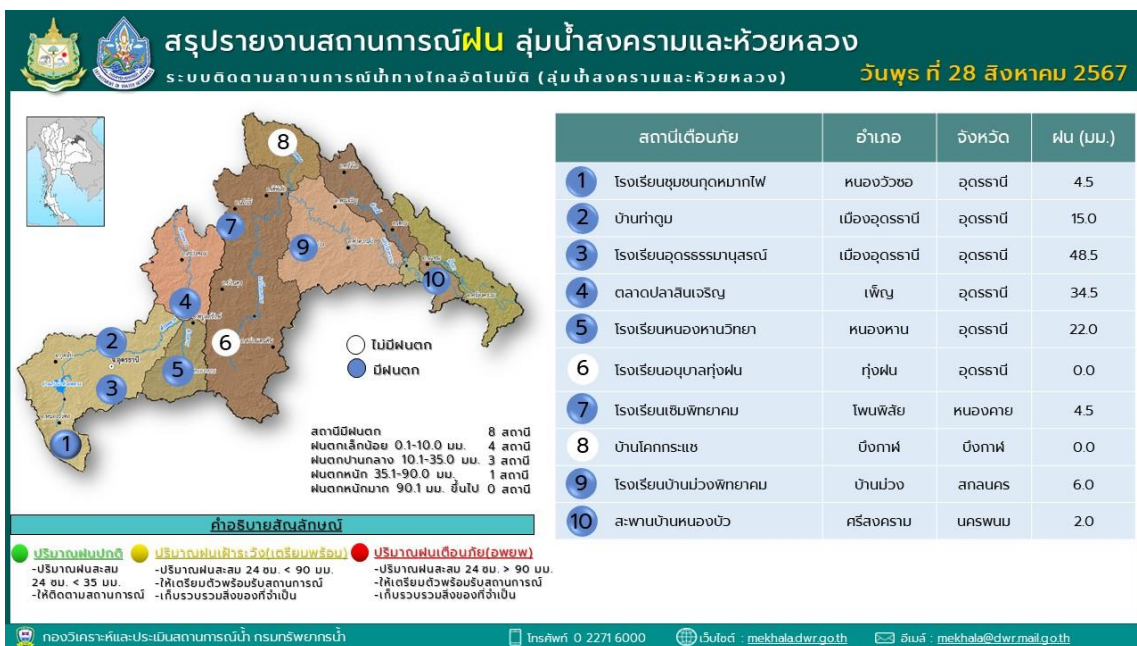 สรุปรายงานสถานการณ์ฝน ลุ่มน้ำสงครามและห้วยหลวง
ระบบติดตามสถานการณ์น้ำทางไกลอัตโนมัติ (ลุ่มน้ำสงครามและห้วยหลวง)
วันพุธ ที่ 28 สิงหาคม 2567
8
7
9
10
4
6
2
5
3
1
จ.อุดรธานี
ไม่มีฝนตก
มีฝนตก
สถานีมีฝนตก 8 สถานี
ฝนตกเล็กน้อย 0.1-10.0 มม. 4 สถานี
ฝนตกปานกลาง 10.1-35.0 มม. 3 สถานี
ฝนตกหนัก 35.1-90.0 มม. 1 สถานี
ฝนตกหนักมาก 90.1 มม. ขึ้นไป 0 สถานี
สถานีเตือนภัย อำเภอ จังหวัด ฝน (มม.)
1 โรงเรียนชุมชนกุดหมากไฟ หนองวัวซอ อุดรธานี 4.5
2 บ้านท่าตูม เมืองอุดรธานี อุดรธานี 15.0
3 โรงเรียนอุดรธรรมานุสรณ์ เมืองอุดรธานี อุดรธานี 48.5
4 ตลาดปลาสินเจริญ เพ็ญ อุดรธานี 34.5
5 โรงเรียนหนองหานวิทยา หนองหาน อุดรธานี 22.0
6 โรงเรียนอนุบาลทุ่งฝน ทุ่งฝน อุดรธานี 0.0
7 โรงเรียนเซิมพิทยาคม โพนพิสัย หนองคาย 4.5
8 บ้านโคกกระแซ บึงกาฬ บึงกาฬ 0.0
9 โรงเรียนบ้านม่วงพิทยาคม บ้านม่วง สกลนคร 6.0
10 สะพานบ้านหนองบัว ศรีสงคราม นครพนม 2.0
คำอธิบายสัญลักษณ์
ปริมาณฝนปกติ
-ปริมาณฝนสะสม
24 ชม. < 35 มม.
-ให้ติดตามสถานการณ์
ปริมาณฝนเฝ้าระวัง(เตรียมพร้อม)
-ปริมาณฝนสะสม 24 ชม. < 90 มม.
-ให้เตรียมตัวพร้อมรับสถานการณ์
-เก็บรวบรวมสิ่งของที่จำเป็น
ปริมาณฝนเตือนภัย(อพยพ)
-ปริมาณฝนสะสม 24 ชม. > 90 มม.
-ให้เตรียมตัวพร้อมรับสถานการณ์
-เก็บรวบรวมสิ่งของที่จำเป็น
กองวิเคราะห์และประเมินสถานการณ์น้ำ กรมทรัพยากรน้ำ
โทรศัพท์ 0 2271 6000
เว็บไซต์ : mekhala.dwr.go.th
อีเมล์ : mekhala@dwr.mail.go.th